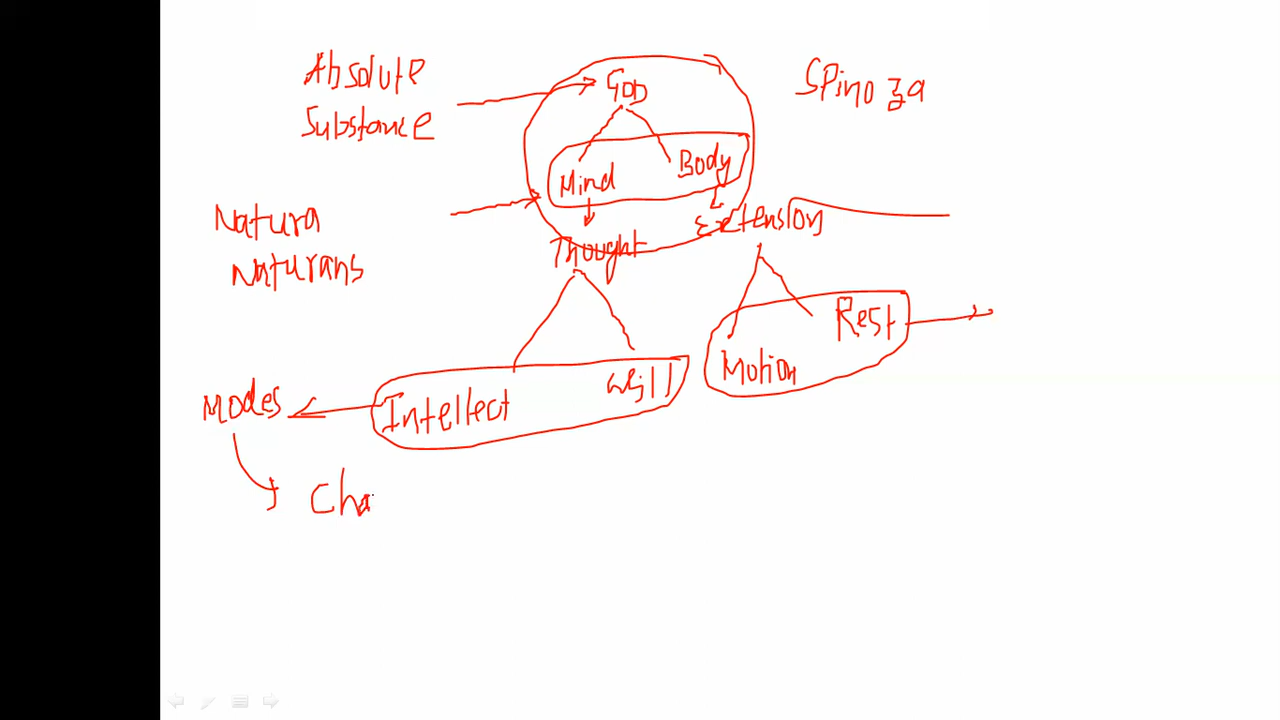 Absolute
Substance
GOD
Spinoza
Mind
Body
Natura
Naturans
Thought
Extension
Rest
Motion
Modes
Intellect
will
Cha